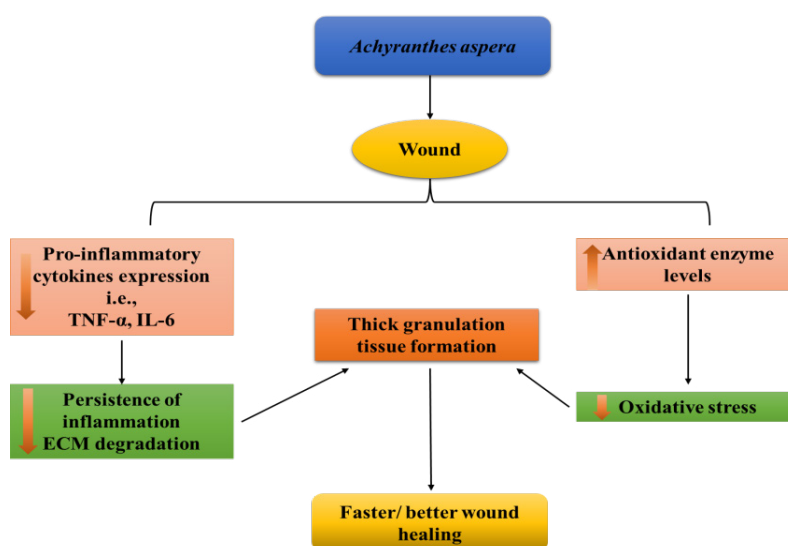 Achyranthes aspera
Wound
Pro-inflammatory
cytokines expression
i.e.,
TNF-α, IL-6
Antioxidant enzyme
levels
Thick granulation
tissue formation
Persistence of
inflammation
ECM degradation
Oxidative stress
Faster/ better wound
healing